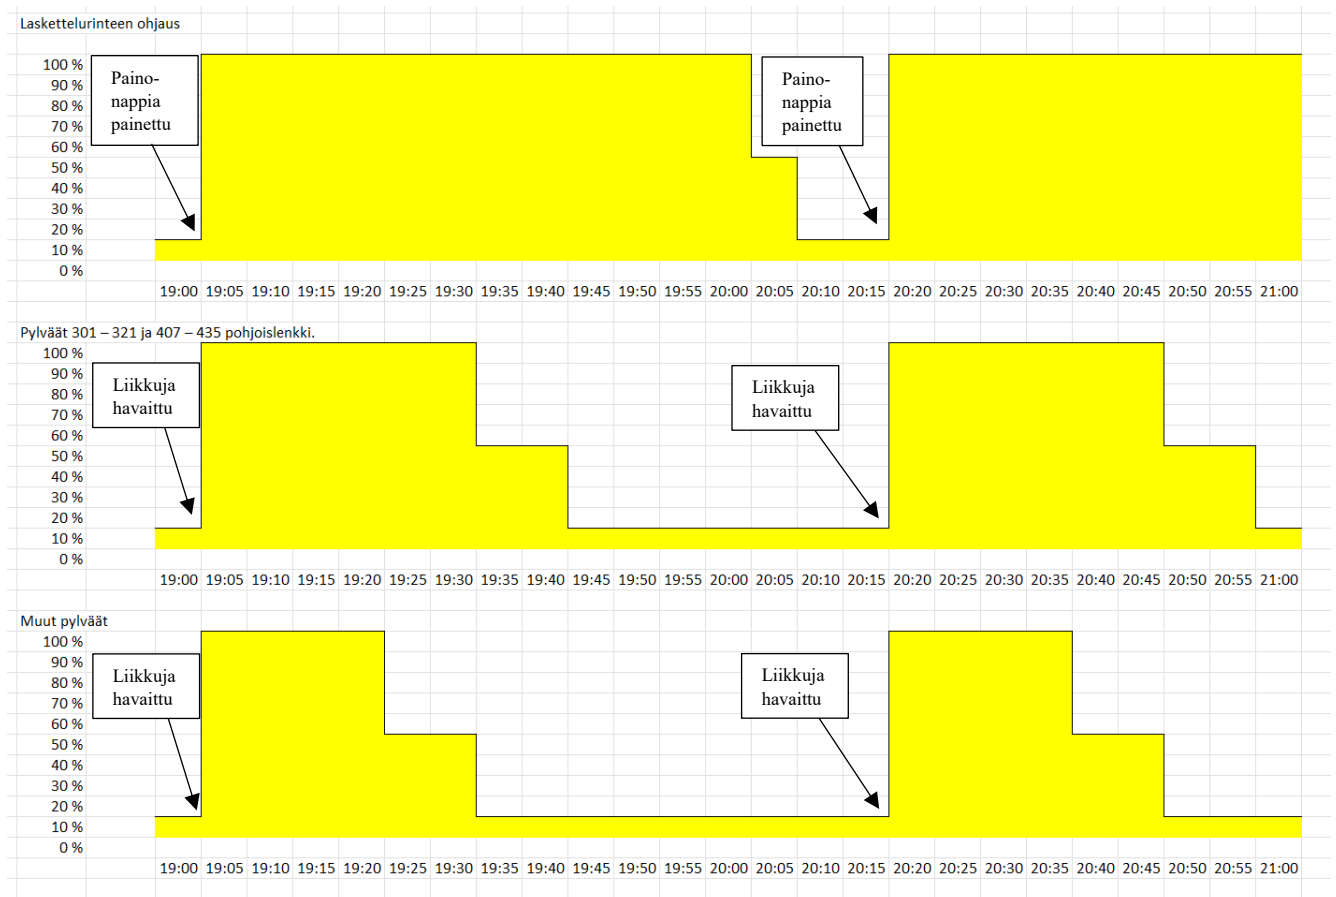 Laskettelurinteen ohjaus
100 %
90 %
80 %
70 %
60 %
50 %
40 %
30 %
20 %
10 %
0 %
Paino-
nappia
painettu
Paino-
nappia
painettu
19:00 19:05 19:10 19:15 19:20 19:25 19:30 19:35 19:40 19:45 19:50 19:55 20:00 20:05 20:10 20:15 20:20 20:25 20:30 20:35 20:40 20:45 20:50 20:55 21:00
Pylväät 301 – 321 ja 407 – 435 pohjoislenkki.
100 %
90 %
80 %
70 %
60 %
50 %
40 %
30 %
20 %
10 %
0 %
Liikkuja
havaittu
Liikkuja
havaittu
19:00 19:05 19:10 19:15 19:20 19:25 19:30 19:35 19:40 19:45 19:50 19:55 20:00 20:05 20:10 20:15 20:20 20:25 20:30 20:35 20:40 20:45 20:50 20:55 21:00
Muut pylväät
100 %
90 %
80 %
70 %
60 %
50 %
40 %
30 %
20 %
10 %
0 %
Liikkuja
havaittu
Liikkuja
havaittu
19:00 19:05 19:10 19:15 19:20 19:25 19:30 19:35 19:40 19:45 19:50 19:55 20:00 20:05 20:10 20:15 20:20 20:25 20:30 20:35 20:40 20:45 20:50 20:55 21:00